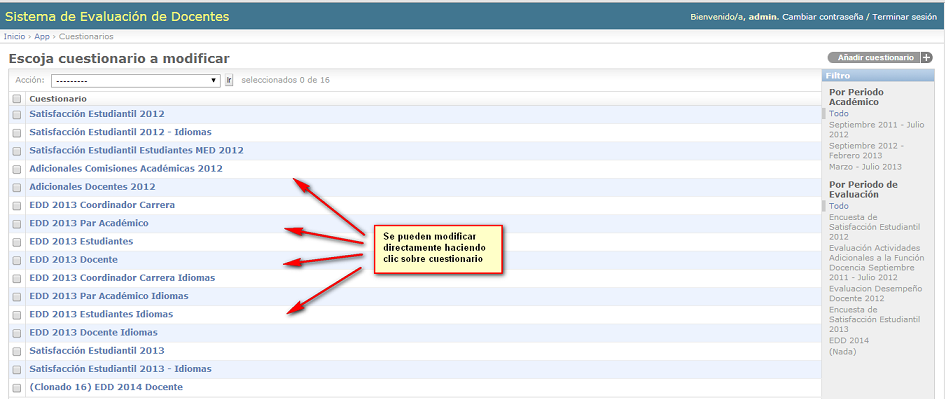 Sistema de Evaluación de Docentes
Bienvenido/a, admin. Cambiar contraseña / Terminar sesión
Inicio › App › Cuestionarios
Escoja cuestionario a modificar
Añadir cuestionario +
Acción: --------- Ir seleccionados 0 de 16
Cuestionario
Satisfacción Estudiantil 2012
Satisfacción Estudiantil 2012 - Idiomas
Satisfacción Estudiantil Estudiantes MED 2012
Adicionales Comisiones Académicas 2012
Adicionales Docentes 2012
EDD 2013 Coordinador Carrera
EDD 2013 Par Académico
EDD 2013 Estudiantes
EDD 2013 Docente
EDD 2013 Coordinador Carrera Idiomas
EDD 2013 Par Académico Idiomas
EDD 2013 Estudiantes Idiomas
EDD 2013 Docente Idiomas
Satisfacción Estudiantil 2013
Satisfacción Estudiantil 2013 - Idiomas
(Clonado 16) EDD 2014 Docente
Se pueden modificar
directamente haciendo
clic sobre cuestionario
Filtro
Por Periodo
Académico
Todo
Septiembre 2011 - Julio
2012
Septiembre 2012 -
Febrero 2013
Marzo - Julio 2013
Por Periodo de
Evaluación
Todo
Encuesta de
Satisfacción Estudiantil
2012
Evaluación Actividades
Adicionales a la Función
Docencia Septiembre
2011 - Julio 2012
Evaluacion Desempeño
Docente 2012
Encuesta de
Satisfacción Estudiantil
2013
EDD 2014
(Nada)